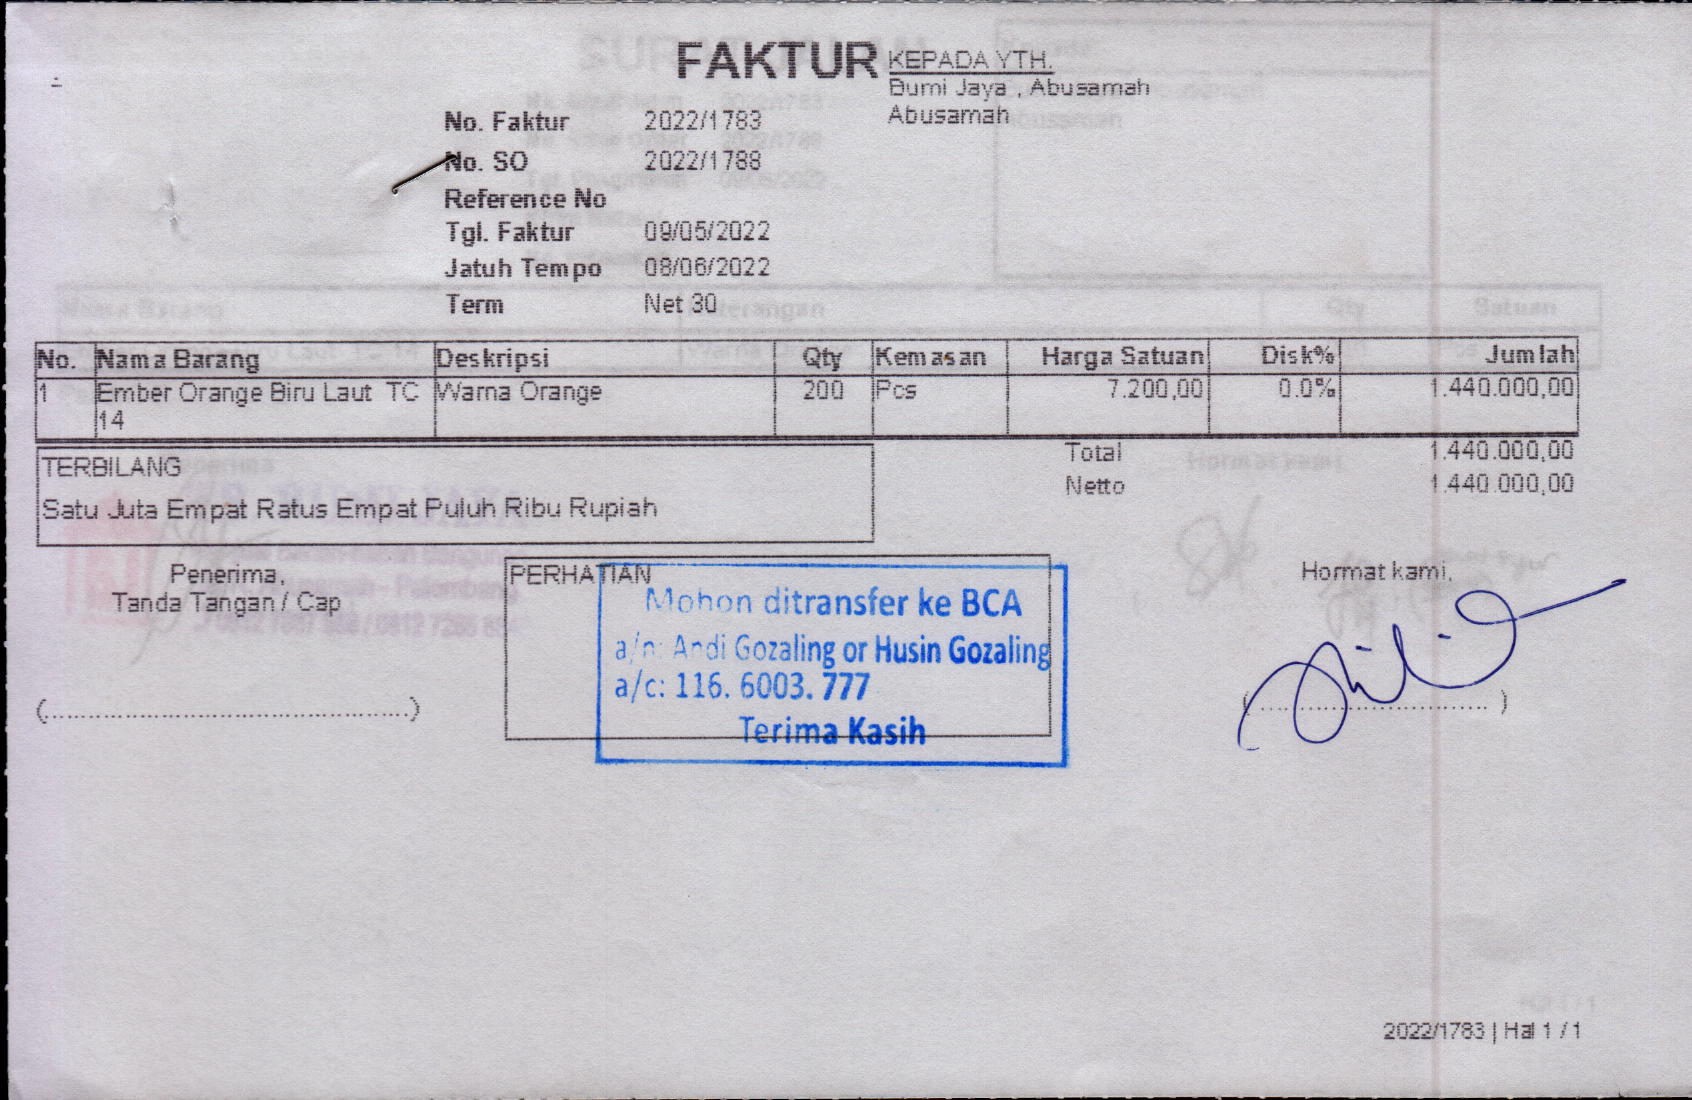 FAKTUR
KEPADA YTH.
Bumi Jaya , Abusamah
Abusamah
No. Faktur 2022/1783
No. SO 2022/1788
Reference No
Tgl. Faktur 09/05/2022
Jatuh Tempo 08/06/2022
Term Net 30
No. Nama Barang Deskripsi Qty Kemasan Harga Satuan Disk% Jumlah
1 Ember Orange Biru Laut TC Warna Orange 200 Pcs 7.200,00 0.0% 1.440.000,00
14
Total 1.440.000,00
Netto 1.440.000,00
TERBILANG
Satu Juta Empat Ratus Empat Puluh Ribu Rupiah
Penerima,
Tanda Tangan / Cap
(..................................................)
PERHATIAN
Mohon ditransfer ke BCA
a/n: Andi Gozaling or Husin Gozaling
a/c: 116. 6003. 777
Terima Kasih
Hormat kami,
(................................)
2022/1783 | Hal 1 / 1